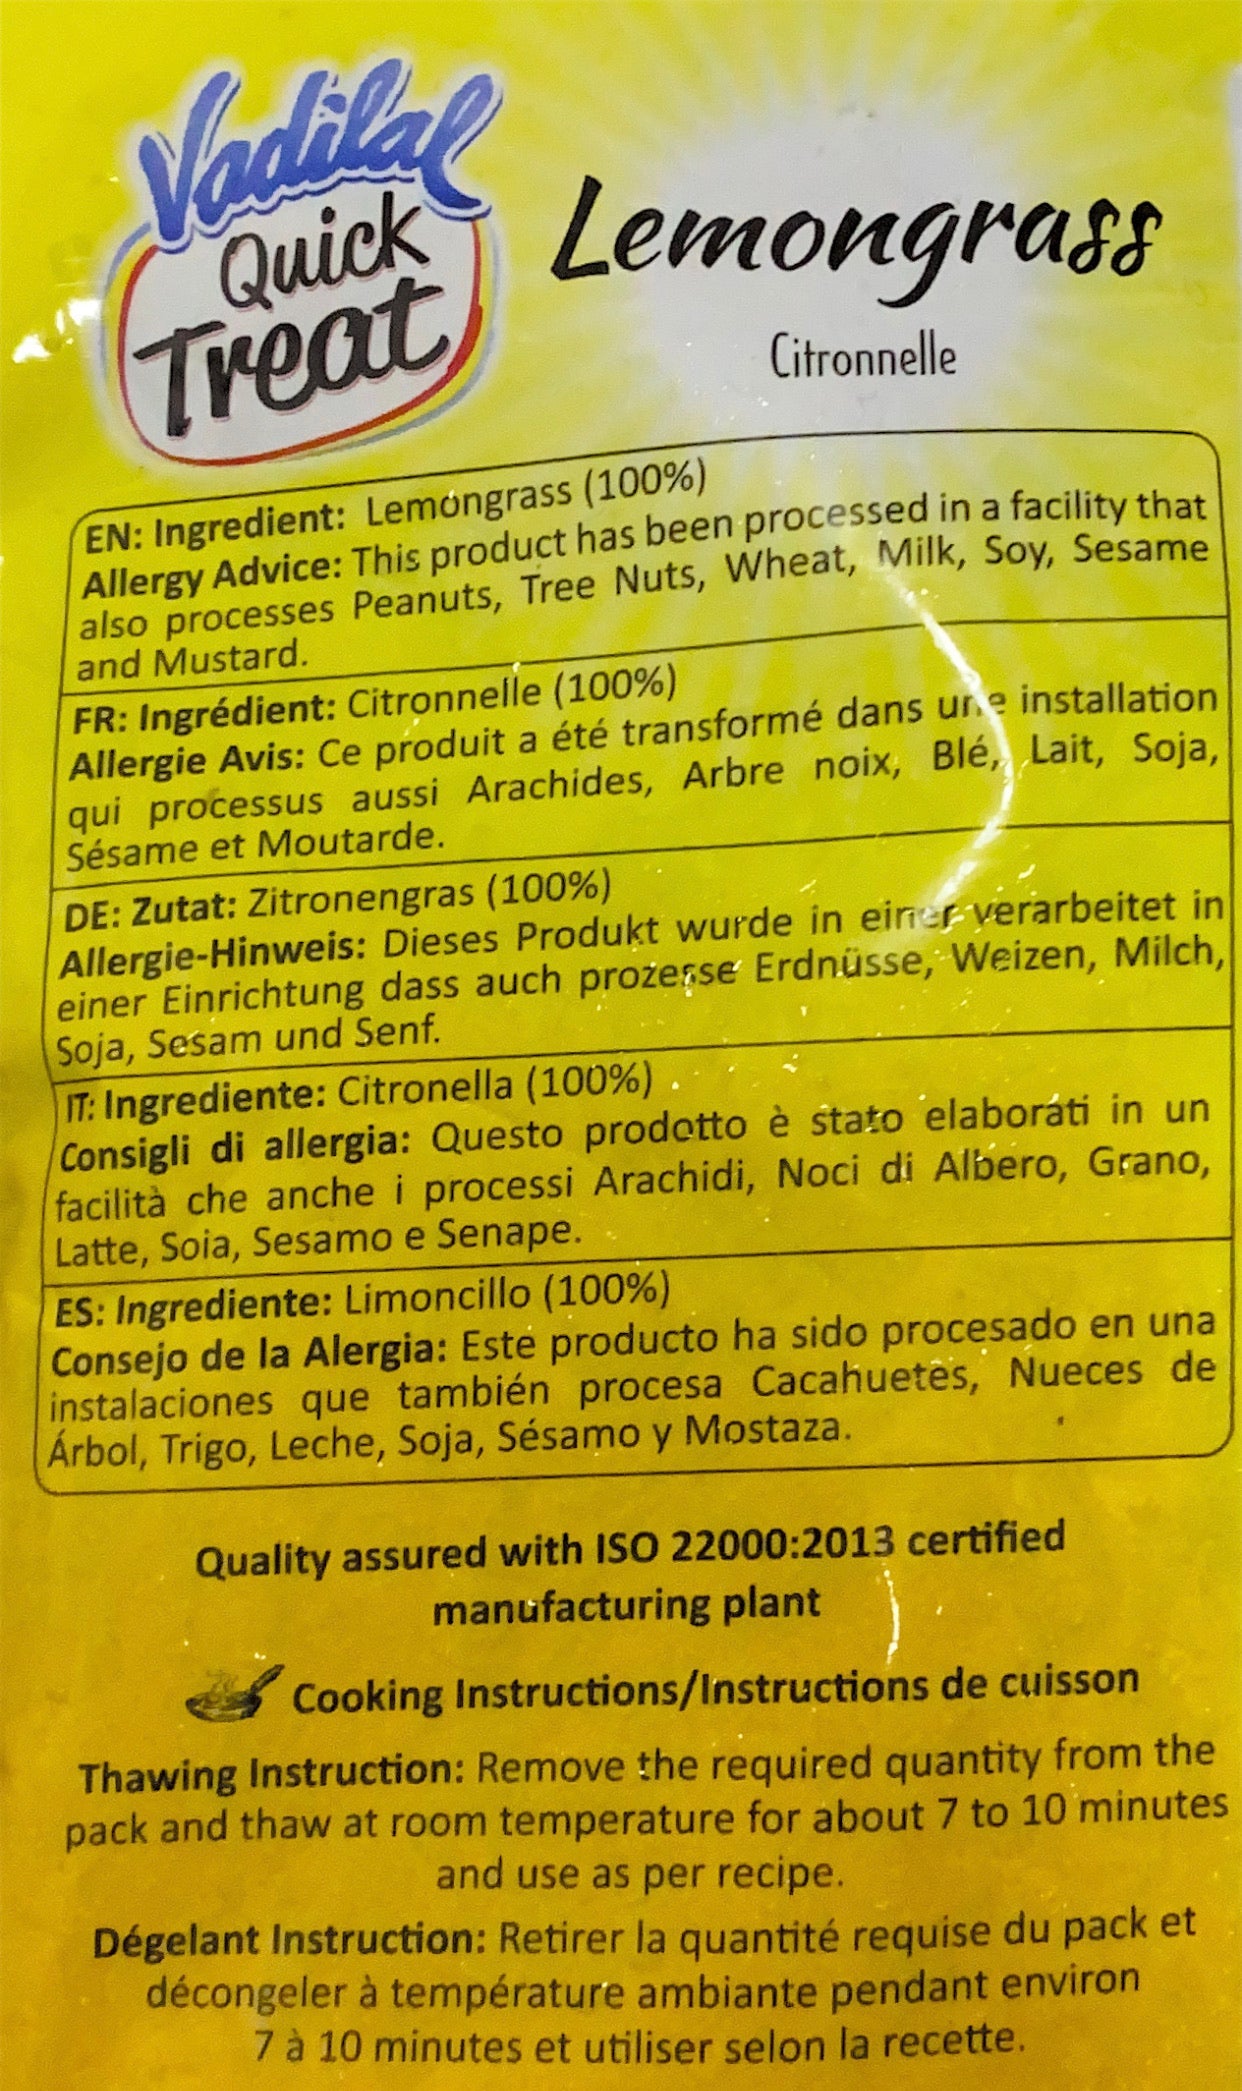 Vadilal
Quick
Treat
Lemongrass
Citronnelle
EN: Ingredient: Lemongrass (100%)
Allergy Advice: This product has been processed in a facility that
also processes Peanuts, Tree Nuts, Wheat, Milk, Soy, Sesame
and Mustard.
FR: Ingrédient: Citronnelle (100%)
Allergie Avis: Ce produit a été transformé dans une installation
qui processus aussi Arachides, Arbre noix, Blé, Lait, Soja,
Sésame et Moutarde.
DE: Zutat: Zitronengras (100%)
Allergie-Hinweis: Dieses Produkt wurde in einer verarbeitet in
einer Einrichtung dass auch prozesse Erdnüsse, Weizen, Milch,
Soja, Sesam und Senf.
IT: Ingrediente: Citronella (100%)
Consigli di allergia: Questo prodotto è stato elaborati in un
facilità che anche i processi Arachidi, Noci di Albero, Grano,
Latte, Soia, Sesamo e Senape.
ES: Ingrediente: Limoncillo (100%)
Consejo de la Alergia: Este producto ha sido procesado en una
instalaciones que también procesa Cacahuetes, Nueces de
Árbol, Trigo, Leche, Soja, Sésamo y Mostaza.
Quality assured with ISO 22000:2013 certified
manufacturing plant
Cooking Instructions/Instructions de cuisson
Thawing Instruction: Remove the required quantity from the
pack and thaw at room temperature for about 7 to 10 minutes
and use as per recipe.
Dégelant Instruction: Retirer la quantité requise du pack et
décongeler à température ambiante pendant environ
7 à 10 minutes et utiliser selon la recette.